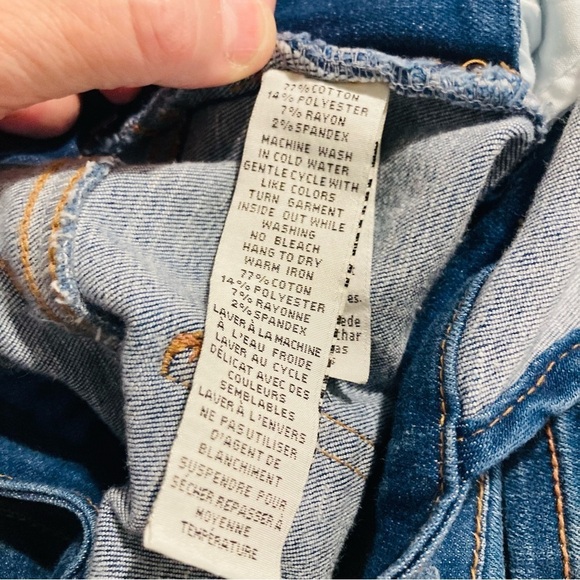 77% COTTON
14% POLYESTER
7% RAYON
2% SPANDEX
MACHINE WASH
IN COLD WATER
GENTLE CYCLE WITH
LIKE COLORS
TURN GARMENT
INSIDE OUT WHILE
WASHING
NO BLEACH
HANG TO DRY
WARM IRON
77% COTON
14% POLYESTER
7% RAYONNE
2% SPANDEX
LAVER À LA MACHINE
À L'EAU FROIDE
LAVER AU CYCLE
DÉLICAT AVEC DES
COULEURS
SEMBLABLES
LAVER À L'ENVERS
NE PAS UTILISER
D'AGENT DE
BLANCHIMENT
SUSPENDRE POUR
SÉCHER REPASSER À
MOYENNE
TEMPÉRATURE